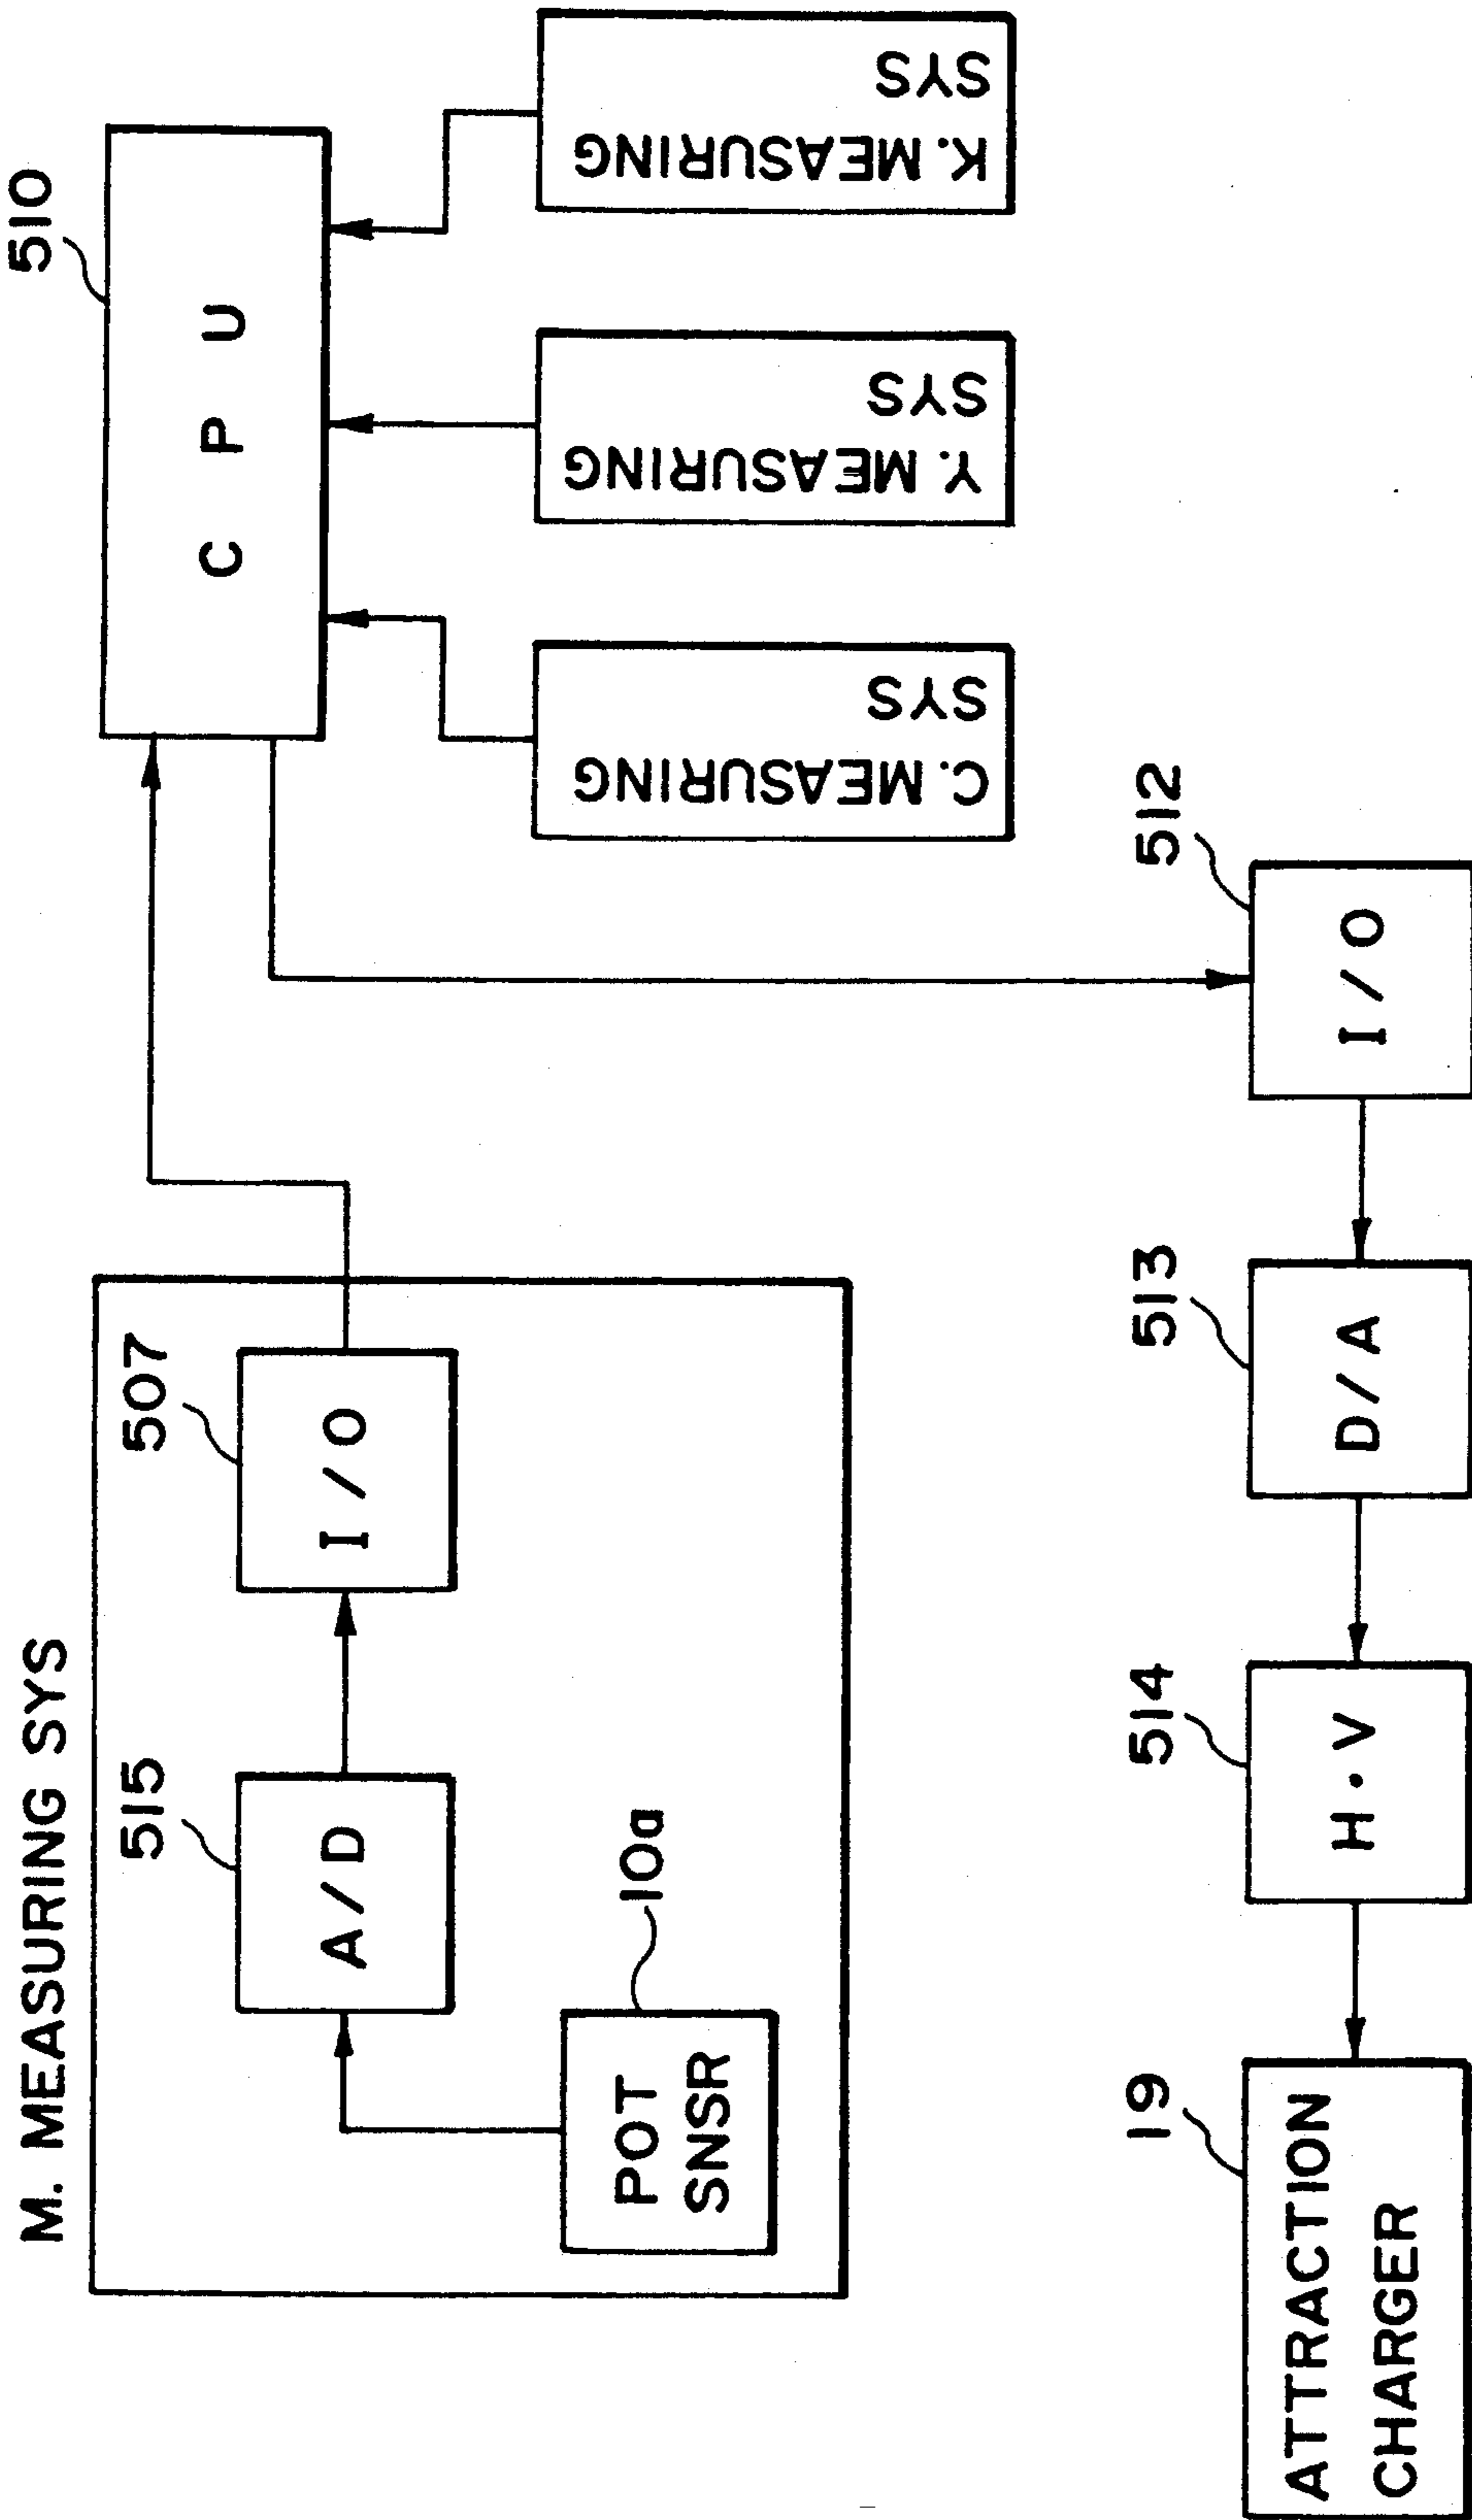 M. MEASURING SYS
515
A/D
507
I/O
10a
POT
SNSR
510
C P U
C. MEASURING
SYS
Y. MEASURING
SYS
K. MEASURING
SYS
19
ATTRACTION
CHARGER
514
H.V
513
D/A
512
I/O